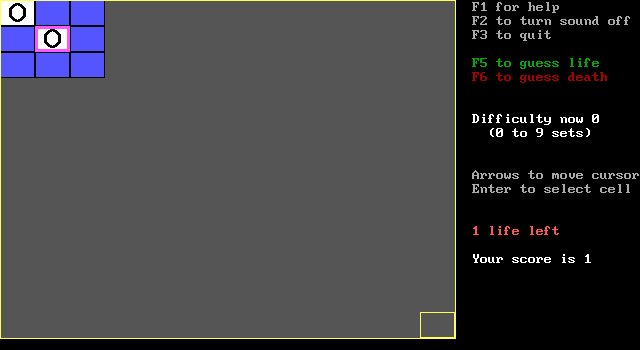 O
O
F1 for help
F2 to turn sound off
F3 to quit
F5 to guess life
F6 to guess death
Difficulty now 0
(0 to 9 sets)
Arrows to move cursor
Enter to select cell
1 life left
Your score is 1